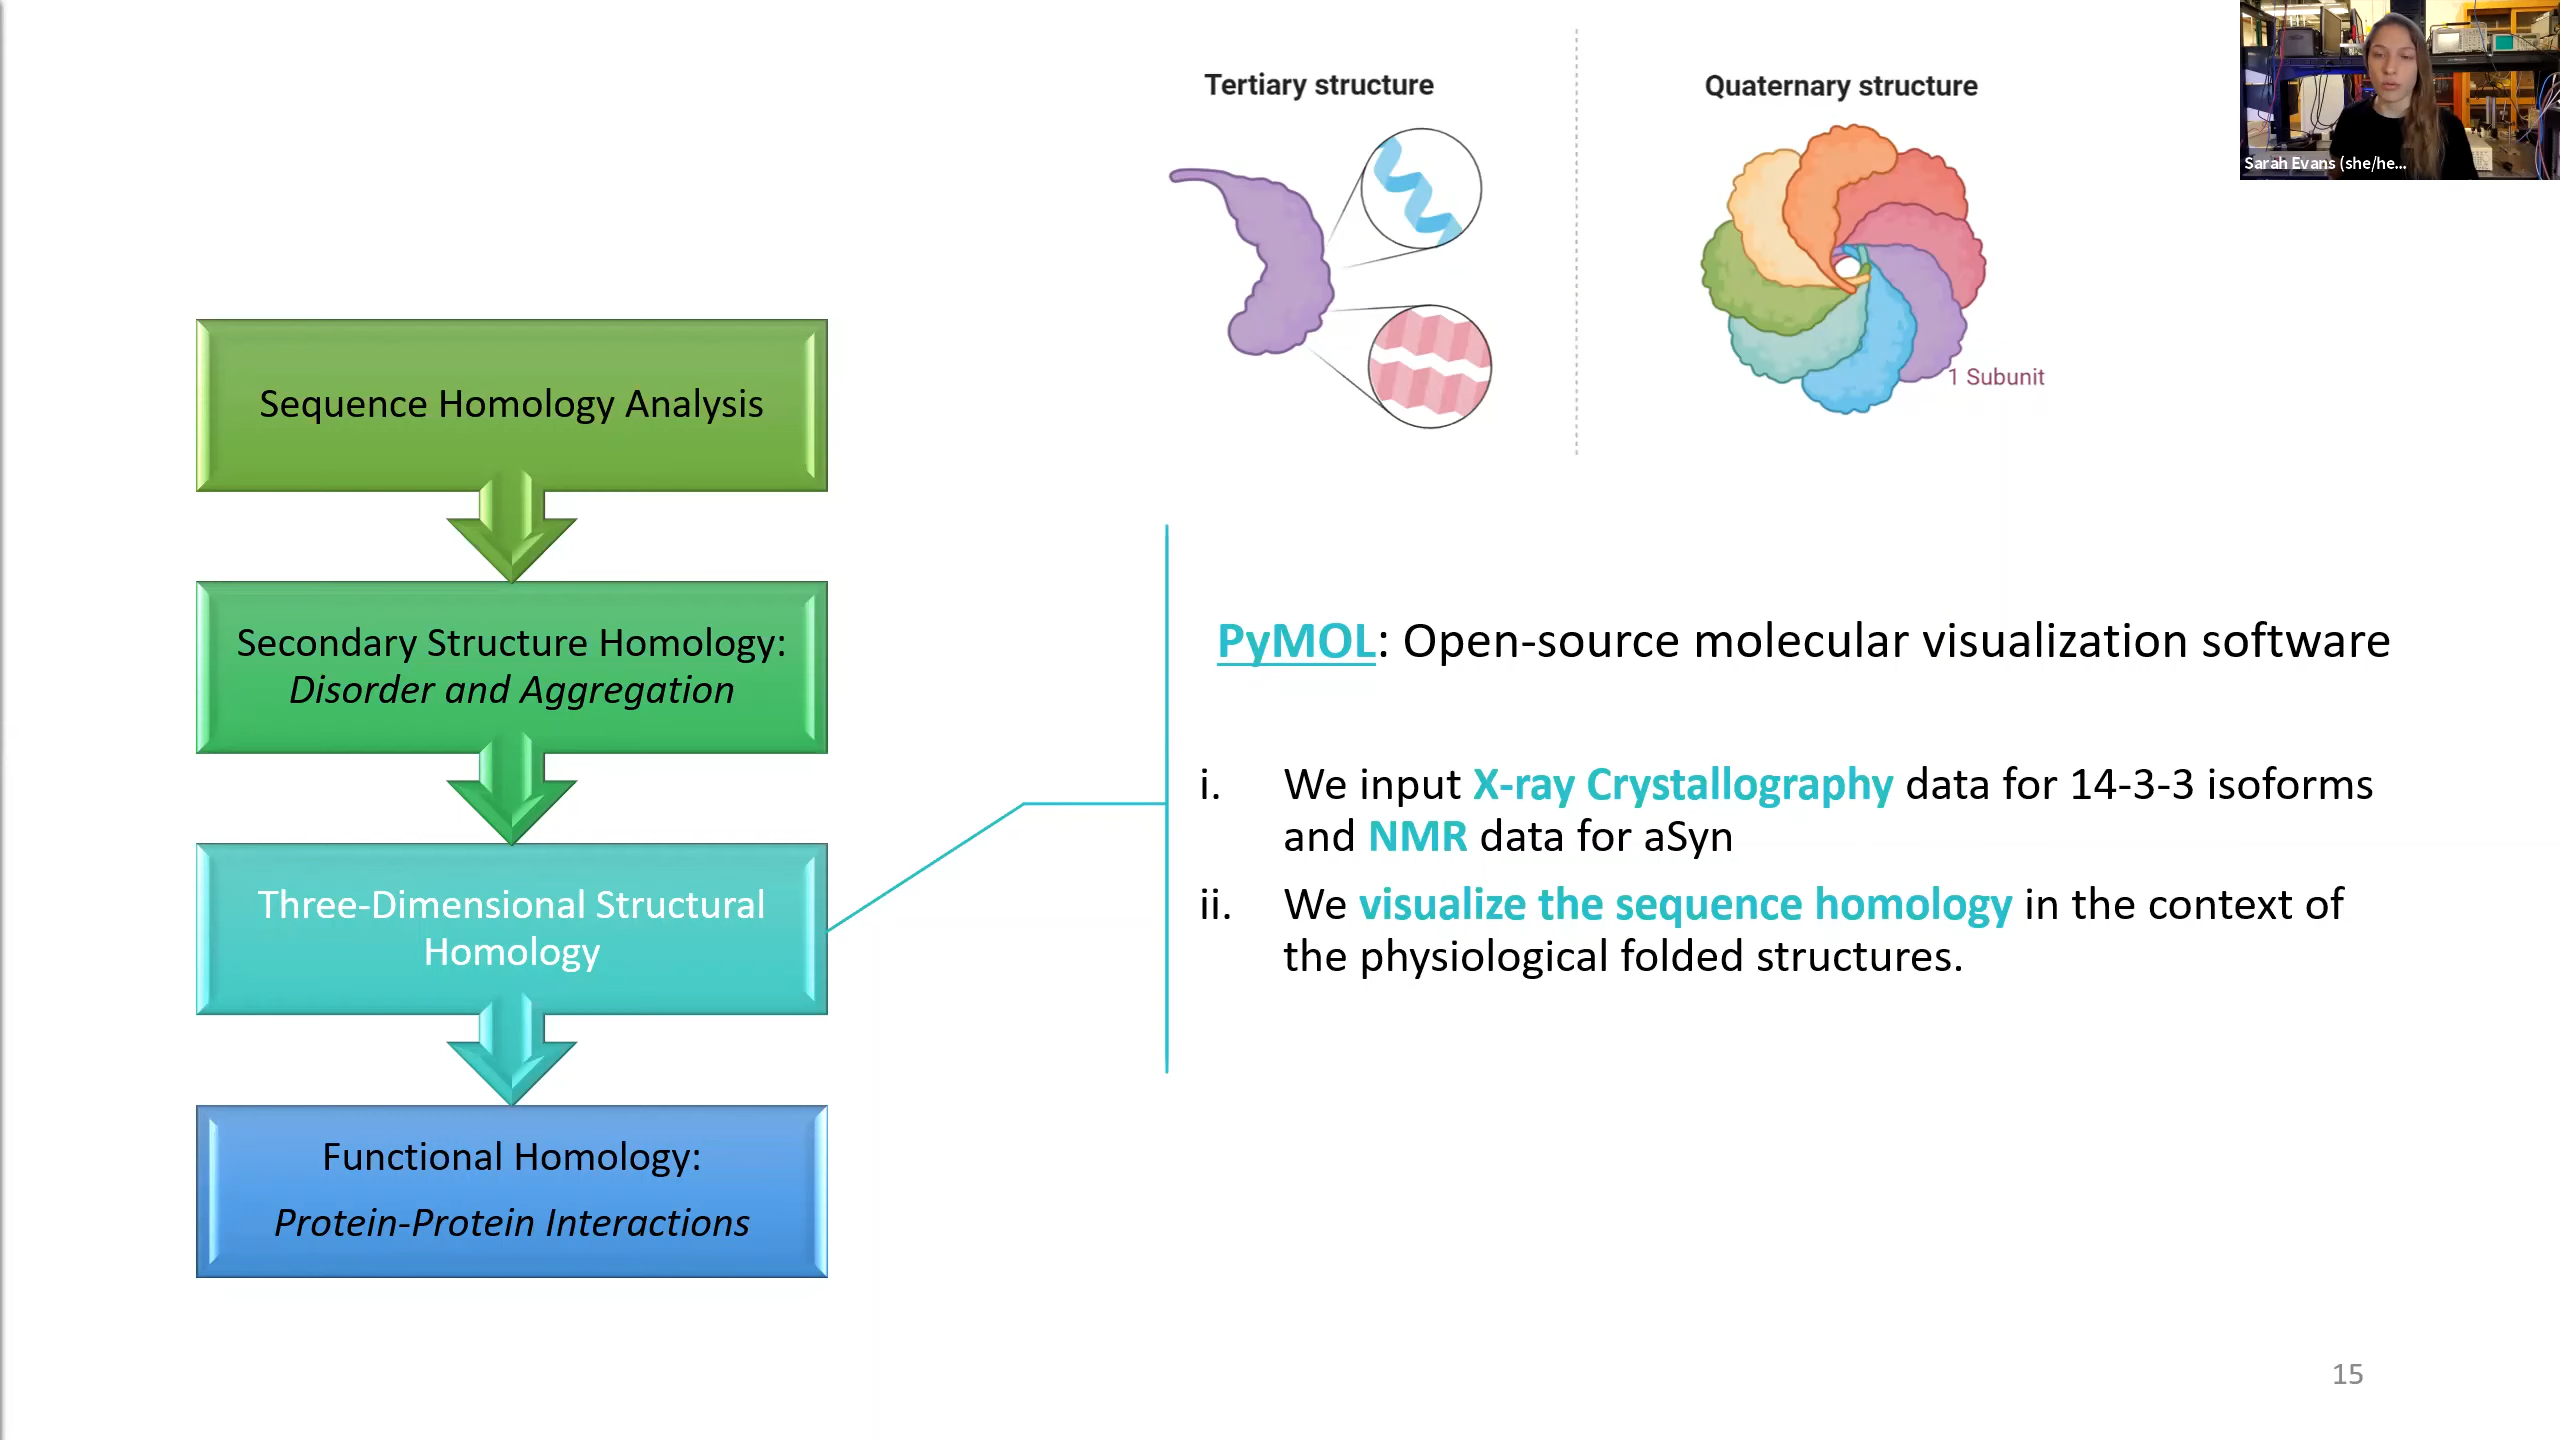 Tertiary structure
Quaternary structure
1 Subunit
Sarah Evans (she/he...
Sequence Homology Analysis
Secondary Structure Homology:
Disorder and Aggregation
Three-Dimensional Structural
Homology
Functional Homology:
Protein-Protein Interactions
PyMOL: Open-source molecular visualization software
i. We input X-ray Crystallography data for 14-3-3 isoforms
and NMR data for aSyn
ii. We visualize the sequence homology in the context of
the physiological folded structures.
15